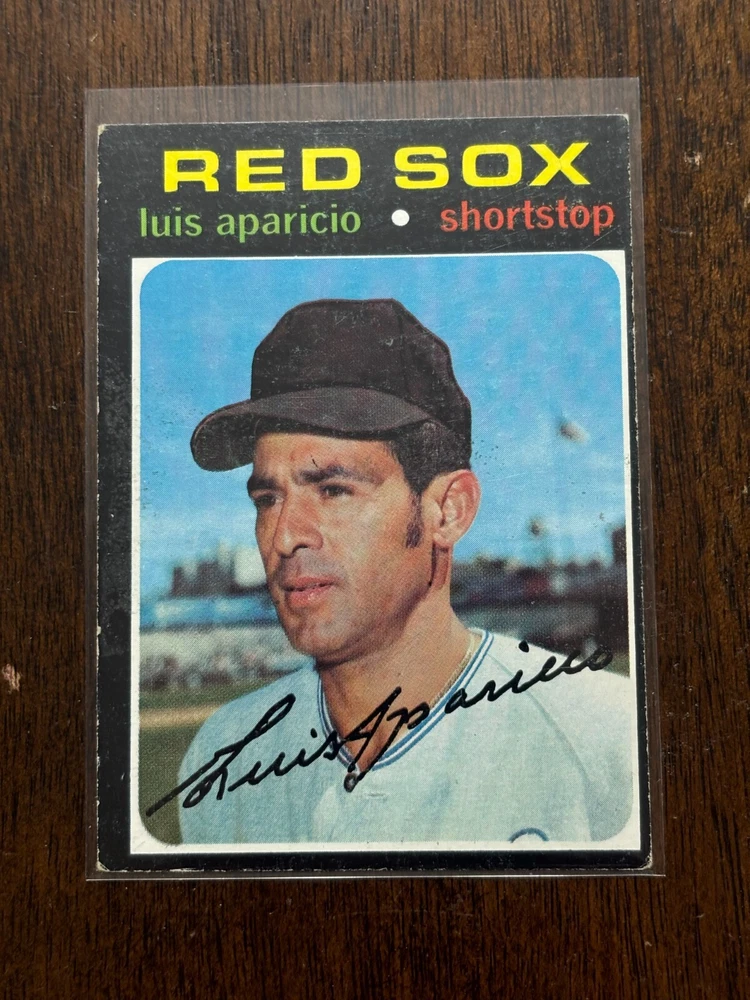 RED SOX
luis aparicio • shortstop
Luis Aparicio